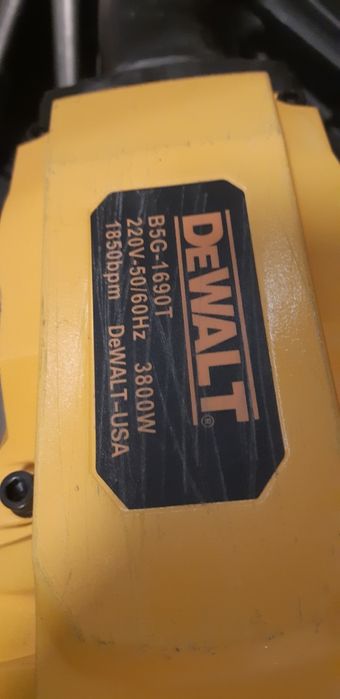 DEWALT®
B5G-1690T
220V-50/60Hz 3800W
1850bpm DeWALT-USA